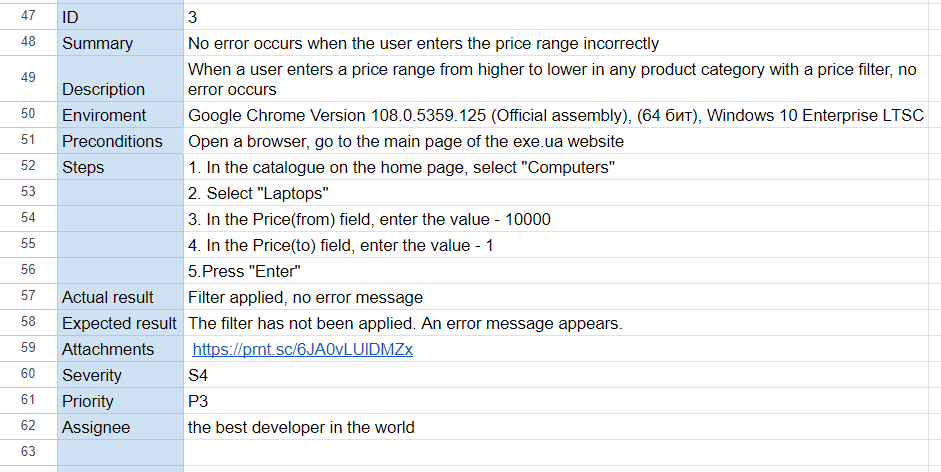 47 ID 3
48 Summary No error occurs when the user enters the price range incorrectly
49 Description When a user enters a price range from higher to lower in any product category with a price filter, no
error occurs
50 Enviroment Google Chrome Version 108.0.5359.125 (Official assembly), (64 бит), Windows 10 Enterprise LTSC
51 Preconditions Open a browser, go to the main page of the exe.ua website
52 Steps 1. In the catalogue on the home page, select "Computers"
53 2. Select "Laptops"
54 3. In the Price(from) field, enter the value - 10000
55 4. In the Price(to) field, enter the value - 1
56 5.Press "Enter"
57 Actual result Filter applied, no error message
58 Expected result The filter has not been applied. An error message appears.
59 Attachments https://prnt.sc/6JA0vLUlDMZx
60 Severity S4
61 Priority P3
62 Assignee the best developer in the world
63